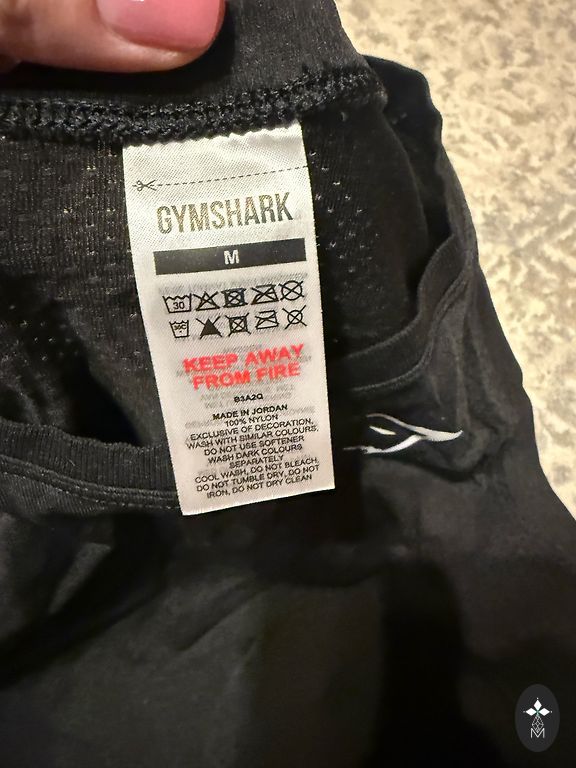 GYMSHARK
M
30
KEEP AWAY
FROM FIRE
B3A2Q
MADE IN JORDAN
100% NYLON
EXCLUSIVE OF DECORATION,
WASH WITH SIMILAR COLOURS,
DO NOT USE SOFTENER
WASH DARK COLOURS
SEPARATELY
COOL WASH, DO NOT BLEACH,
DO NOT TUMBLE DRY, DO NOT
IRON, DO NOT DRY CLEAN
M